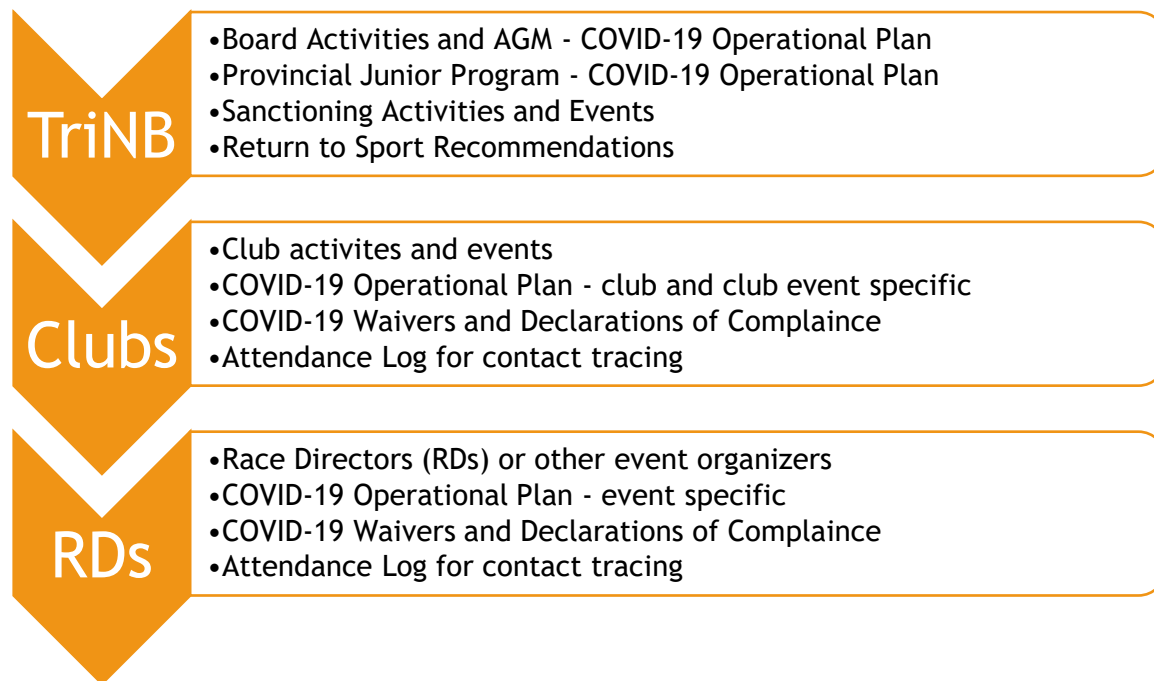 TriNB
•Board Activities and AGM - COVID-19 Operational Plan
•Provincial Junior Program - COVID-19 Operational Plan
•Sanctioning Activities and Events
•Return to Sport Recommendations
Clubs
•Club activites and events
•COVID-19 Operational Plan - club and club event specific
•COVID-19 Waivers and Declarations of Complaince
•Attendance Log for contact tracing
RDs
•Race Directors (RDs) or other event organizers
•COVID-19 Operational Plan - event specific
•COVID-19 Waivers and Declarations of Complaince
•Attendance Log for contact tracing